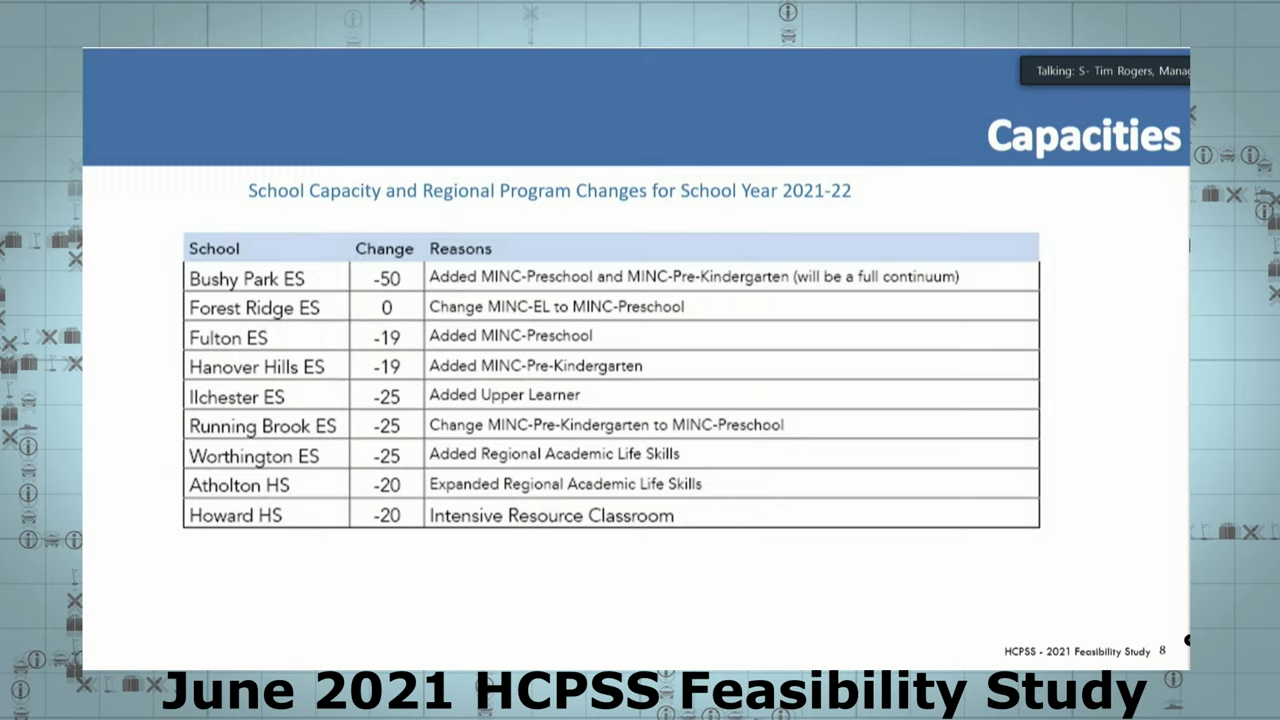 Talking: S- Tim Rogers, Manag
Capacities
School Capacity and Regional Program Changes for School Year 2021-22
School Change Reasons
Bushy Park ES -50 Added MINC-Preschool and MINC-Pre-Kindergarten (will be a full continuum)
Forest Ridge ES 0 Change MINC-EL to MINC-Preschool
Fulton ES -19 Added MINC-Preschool
Hanover Hills ES -19 Added MINC-Pre-Kindergarten
Ilchester ES -25 Added Upper Learner
Running Brook ES -25 Change MINC-Pre-Kindergarten to MINC-Preschool
Worthington ES -25 Added Regional Academic Life Skills
Atholton HS -20 Expanded Regional Academic Life Skills
Howard HS -20 Intensive Resource Classroom
HCPSS - 2021 Feasibility Study 8
June 2021 HCPSS Feasibility Study